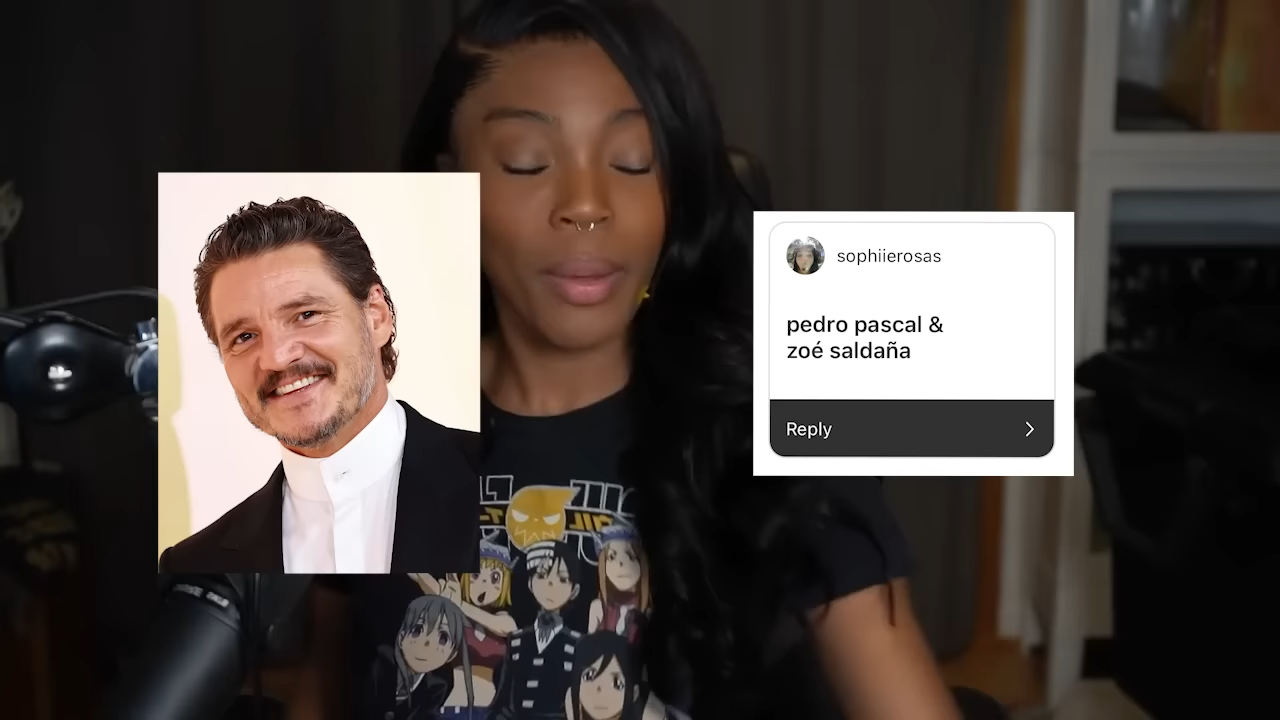 sophiierosas
pedro pascal &
zoé saldaña
Reply